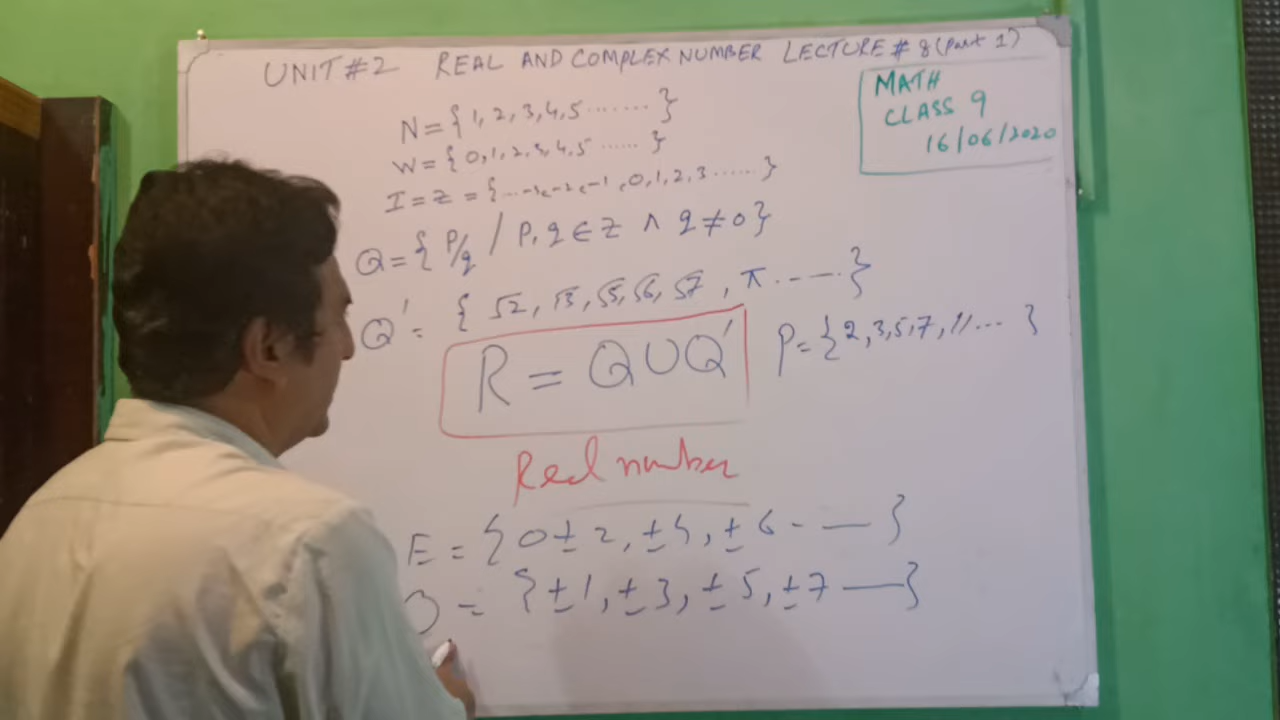 UNIT #2 REAL AND COMPLEX NUMBER LECTURE # 8 (Part 1)
MATH
CLASS 9
16/06/2020
N = {1, 2, 3, 4, 5 ....... }
W = {0, 1, 2, 3, 4, 5 ...... }
I = Z = {... -3, -2, -1, 0, 1, 2, 3 ...... }
Q = { P/q / P, q ∈ Z ∧ q ≠ 0 }
Q' = { √2, √3, √5, √6, √7, π . - —. }
R = Q ∪ Q'
P = {2, 3, 5, 7, 11 ... }
Real number
E = {0 ± 2, ± 4, ± 6 - — }
O = {± 1, ± 3, ± 5, ± 7 — }